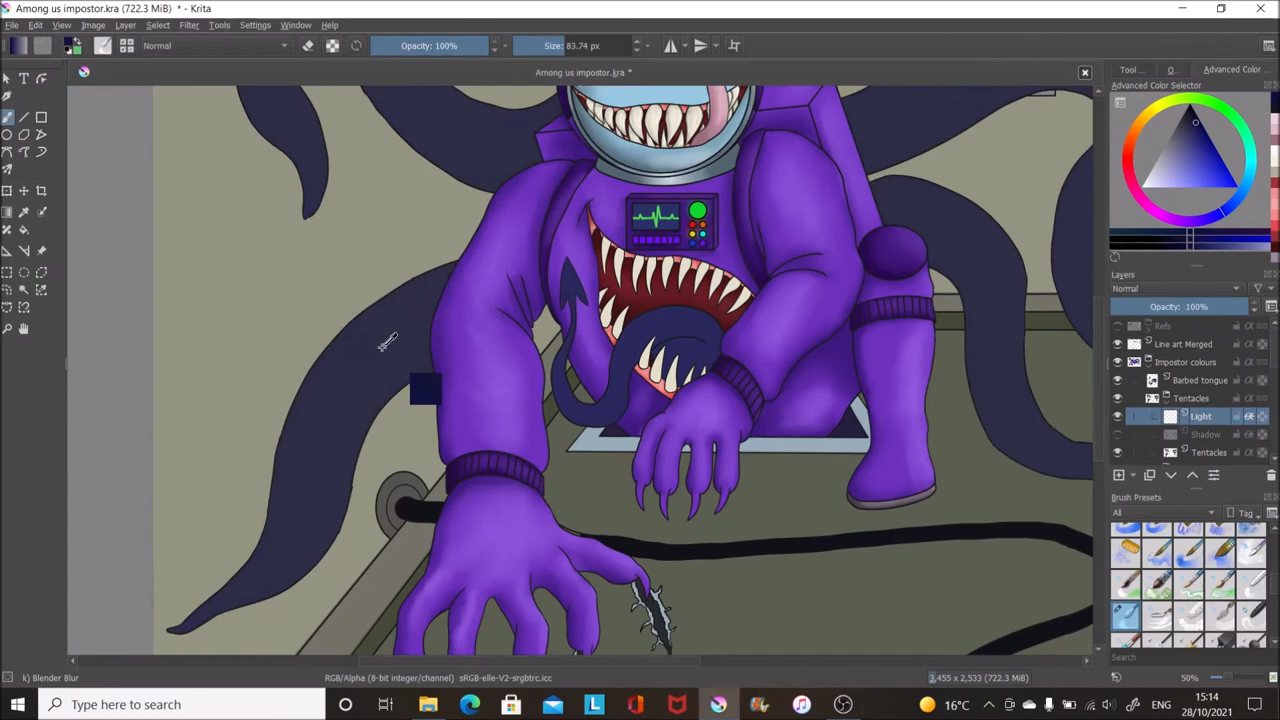 Among us impostor.kra (722.3 MiB) * - Krita
File Edit View Image Layer Select Filter Tools Settings Window Help
Normal
Opacity: 100%
Size: 83.74 px
Among us impostor.kra *
Tool ... O... Advanced Color ...
Advanced Color Selector
Layers
Normal
Opacity: 100%
Refs
Line art Merged
Impostor colours
Barbed tongue
Tentacles
Light
Shadow
Tentacles
Brush Presets
All
Tag
Search
k) Blender Blur
RGB/Alpha (8-bit integer/channel) sRGB-elle-V2-srgbtrc.icc
3,455 x 2,533 (722.3 MiB)
50%
Type here to search
16°C
15:14
28/10/2021